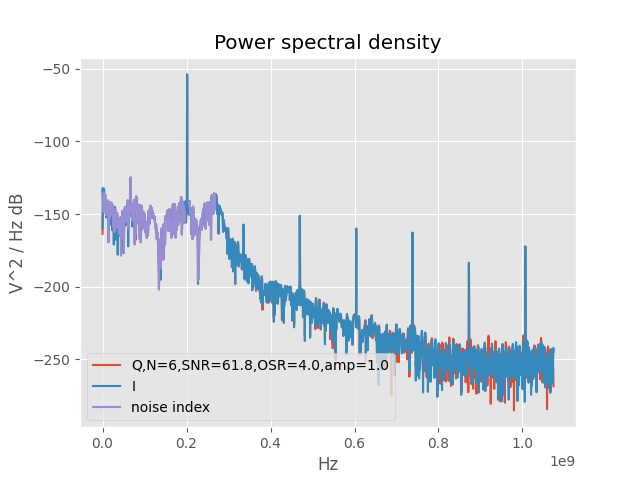 Power spectral density
V^2 / Hz dB
−50
−100
−150
−200
−250
Q,N=6,SNR=61.8,OSR=4.0,amp=1.0
I
noise index
0.0 0.2 0.4 0.6 0.8 1.0
1e9
Hz